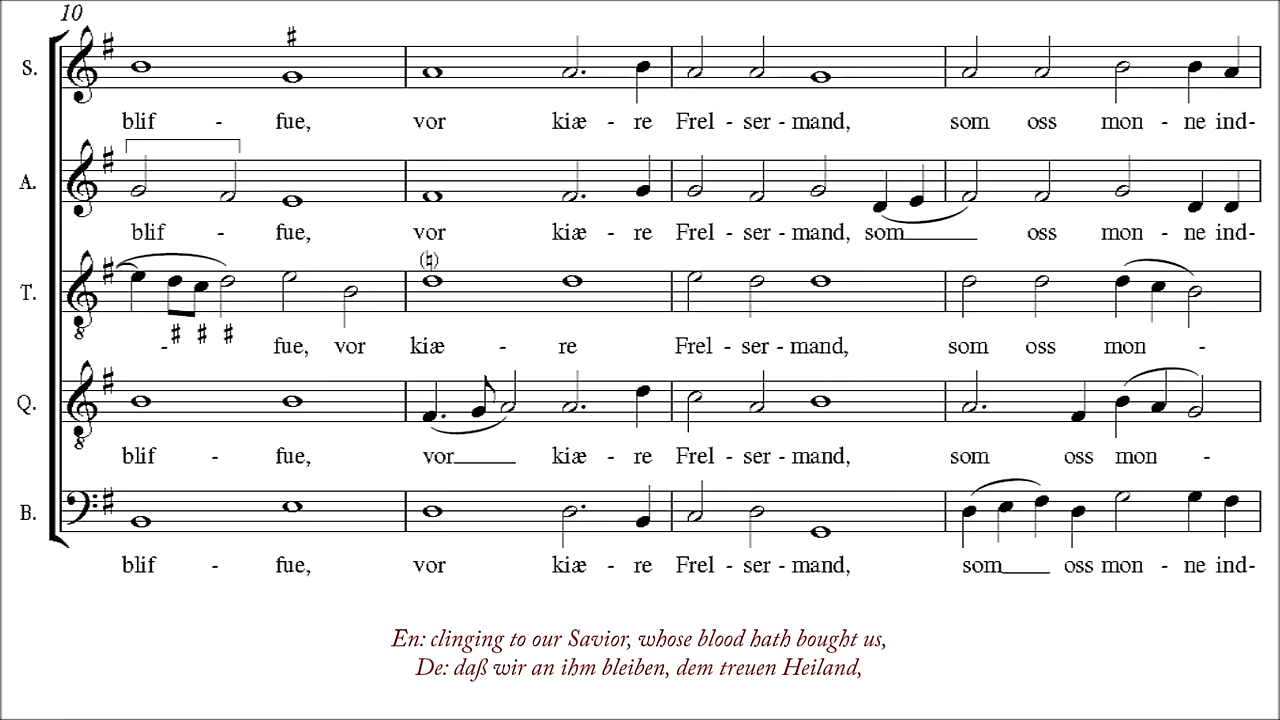 10
S.
blif - fue, vor kiæ - re Frel - ser - mand, som oss mon - ne ind-
A.
blif - fue, vor kiæ - re Frel - ser - mand, som oss mon - ne ind-
T.
- fue, vor kiæ - re Frel - ser - mand, som oss mon -
Q.
blif - fue, vor kiæ - re Frel - ser - mand, som oss mon -
B.
blif - fue, vor kiæ - re Frel - ser - mand, som oss mon - ne ind-
En: clinging to our Savior, whose blood hath bought us,
De: daß wir an ihm bleiben, dem treuen Heiland,